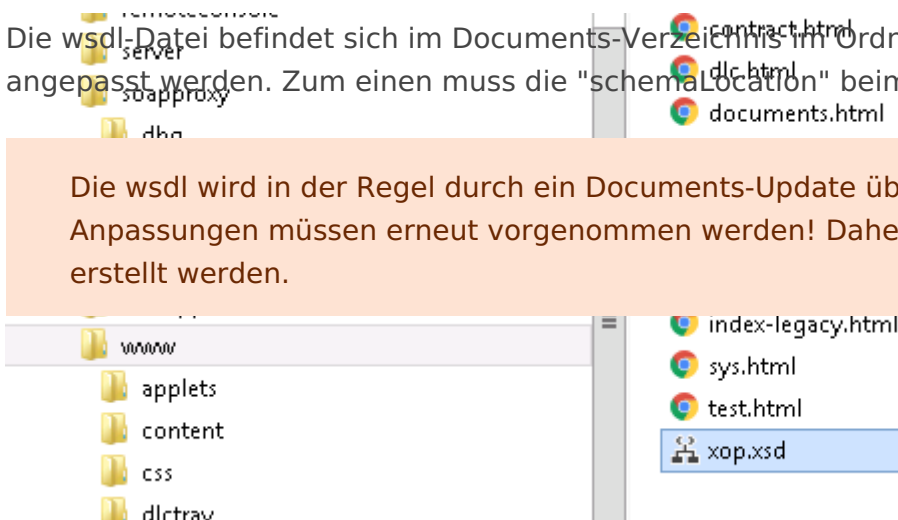 remoteconsole
Die wsdl-Datei befindet sich im Documents-Verzeichnis im Ordn
server
contract.html
angepasst werden. Zum einen muss die "schemaLocation" beim
soapproxy
dlc.html
documents.html
Die wsdl wird in der Regel durch ein Documents-Update üb
Anpassungen müssen erneut vorgenommen werden! Dahe
erstellt werden.
index-legacy.html
www
sys.html
applets
test.html
content
xop.xsd
css
dlctray